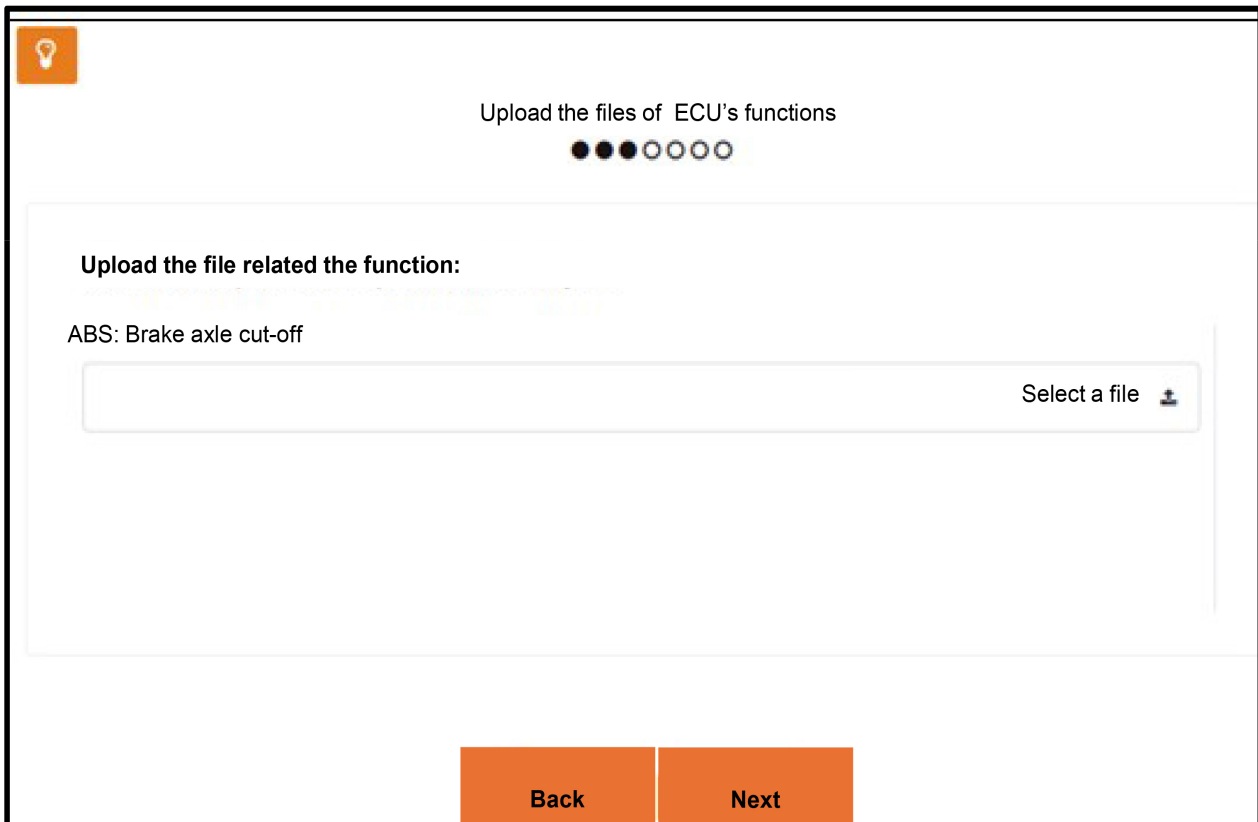 Upload the files of ECU's functions
Upload the file related the function:
ABS: Brake axle cut-off
Select a file
Back
Next